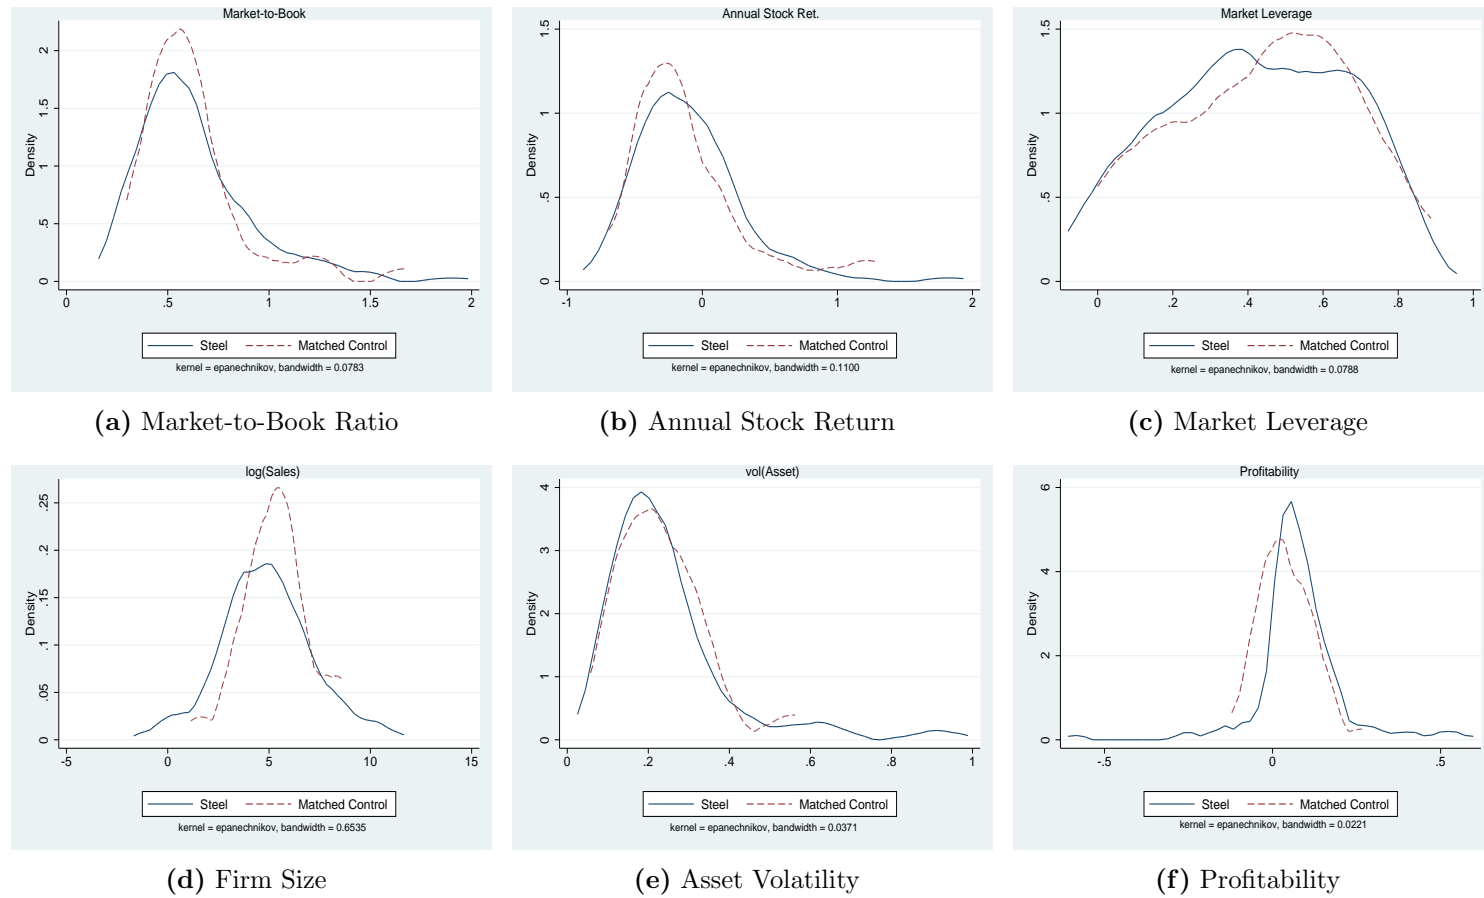 Market-to-Book
Density
0 .5 1 1.5 2
0 .5 1 1.5 2
Steel Matched Control
kernel = epanechnikov, bandwidth = 0.0783
(a) Market-to-Book Ratio
Annual Stock Ret.
Density
0 .5 1 1.5
-1 0 1 2
Steel Matched Control
kernel = epanechnikov, bandwidth = 0.1100
(b) Annual Stock Return
Market Leverage
Density
0 .5 1 1.5
0 .2 .4 .6 .8 1
Steel Matched Control
kernel = epanechnikov, bandwidth = 0.0788
(c) Market Leverage
log(Sales)
Density
0 .05 .1 .15 .2 .25
-5 0 5 10 15
Steel Matched Control
kernel = epanechnikov, bandwidth = 0.6535
(d) Firm Size
vol(Asset)
Density
0 1 2 3 4
0 .2 .4 .6 .8 1
Steel Matched Control
kernel = epanechnikov, bandwidth = 0.0371
(e) Asset Volatility
Profitability
Density
0 2 4 6
-.5 0 .5
Steel Matched Control
kernel = epanechnikov, bandwidth = 0.0221
(f) Profitability